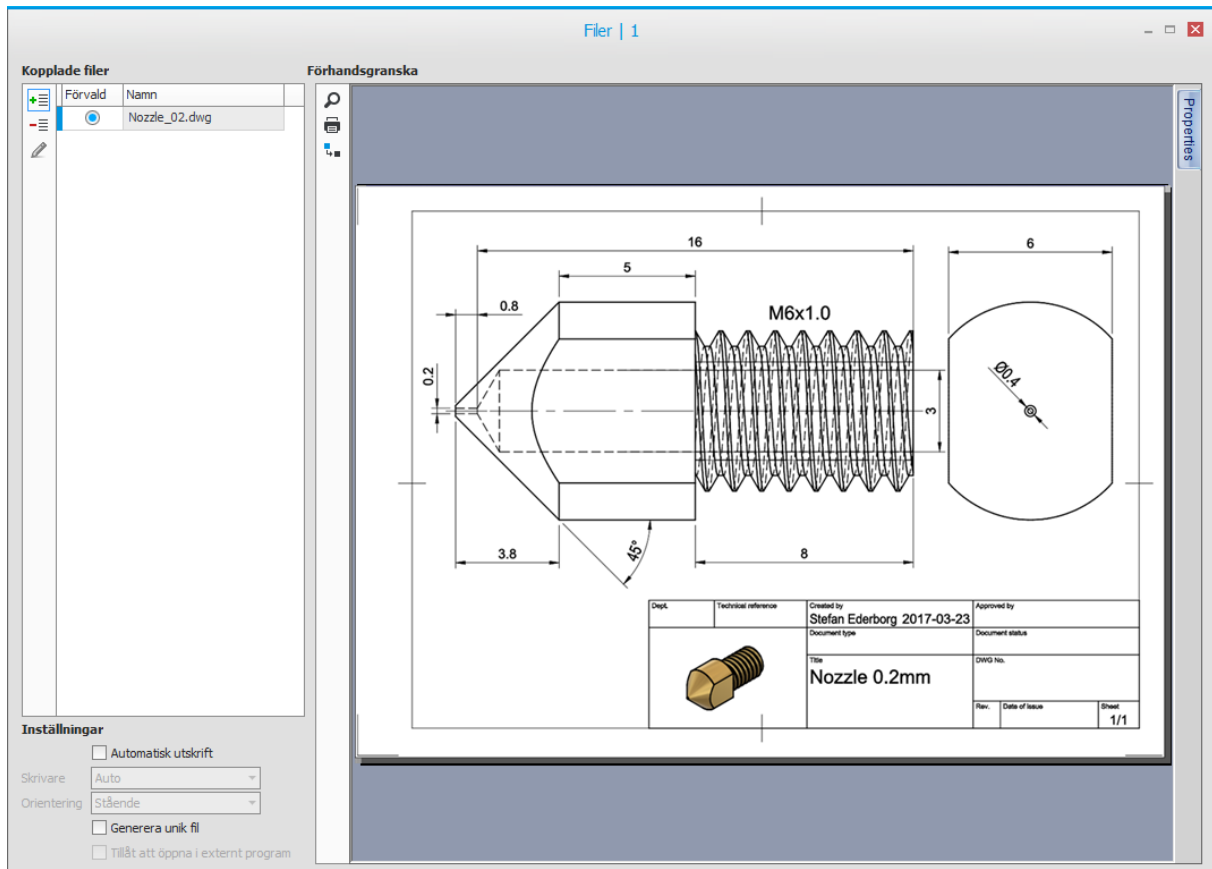 Filer | 1
Kopplade filer
Förhandsgranska
Förvald Namn
Nozzle_02.dwg
Properties
16
6
5
0.8
M6x1.0
0.2
Ø0.4
3
3.8
45°
8
Dept.
Technical reference
Created by
Stefan Ederborg 2017-03-23
Approved by
Document type
Document status
Title
Nozzle 0.2mm
DWG No.
Rev.
Date of issue
Sheet
1/1
Inställningar
Automatisk utskrift
Skrivare Auto
Orientering Stående
Generera unik fil
Tillåt att öppna i externt program